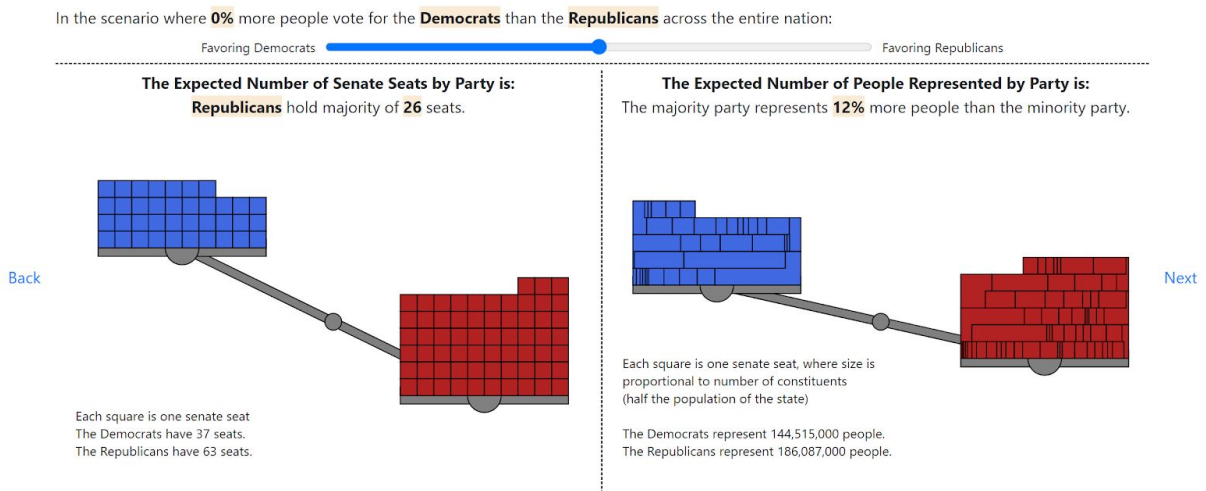 In the scenario where 0% more people vote for the Democrats than the Republicans across the entire nation:
Favoring Democrats
Favoring Republicans
The Expected Number of Senate Seats by Party is:
Republicans hold majority of 26 seats.
Each square is one senate seat
The Democrats have 37 seats.
The Republicans have 63 seats.
The Expected Number of People Represented by Party is:
The majority party represents 12% more people than the minority party.
Each square is one senate seat, where size is
proportional to number of constituents
(half the population of the state)
The Democrats represent 144,515,000 people.
The Republicans represent 186,087,000 people.
Back
Next